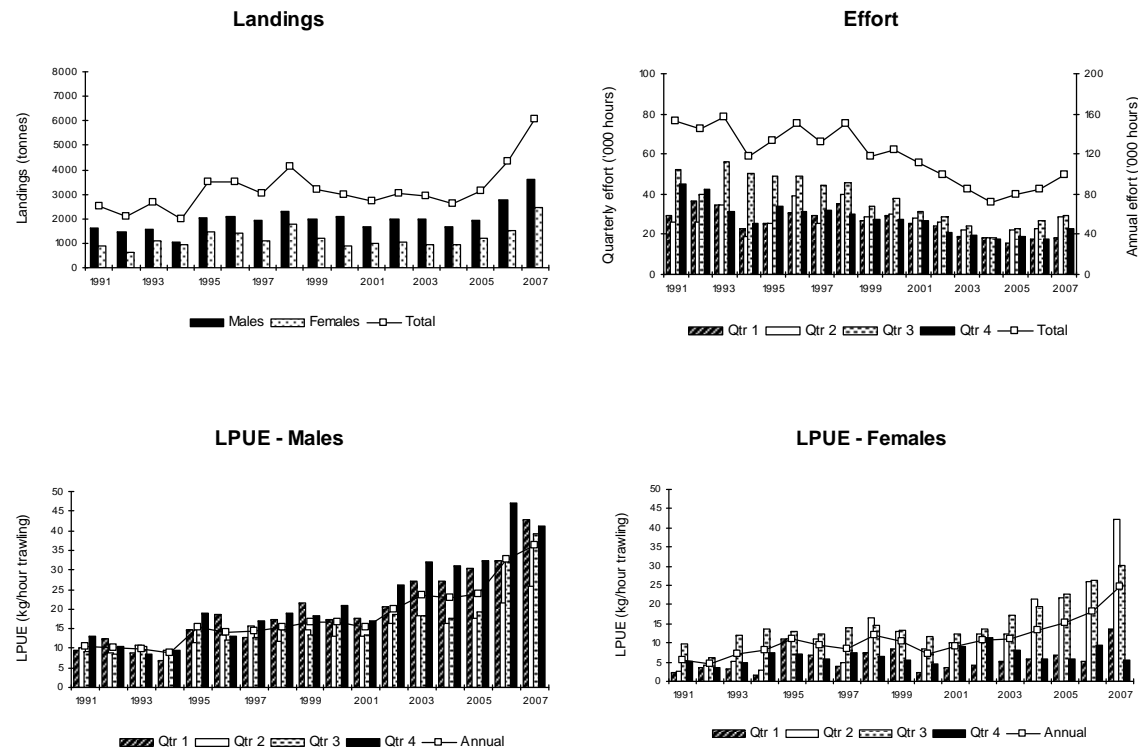 Landings
Landings (tonnes)
8000
7000
6000
5000
4000
3000
2000
1000
0
1991 1993 1995 1997 1999 2001 2003 2005 2007
Males Females Total
Effort
Quarterly effort ('000 hours)
100
80
60
40
20
0
200
160
120
80
40
0
Annual effort ('000 hours)
1991 1993 1995 1997 1999 2001 2003 2005 2007
Qtr 1 Qtr 2 Qtr 3 Qtr 4 Total
LPUE - Males
LPUE (kg/hour trawling)
50
45
40
35
30
25
20
15
10
5
0
1991 1993 1995 1997 1999 2001 2003 2005 2007
Qtr 1 Qtr 2 Qtr 3 Qtr 4 Annual
LPUE - Females
LPUE (kg/hour trawling)
50
45
40
35
30
25
20
15
10
5
0
1991 1993 1995 1997 1999 2001 2003 2005 2007
Qtr 1 Qtr 2 Qtr 3 Qtr 4 Annual